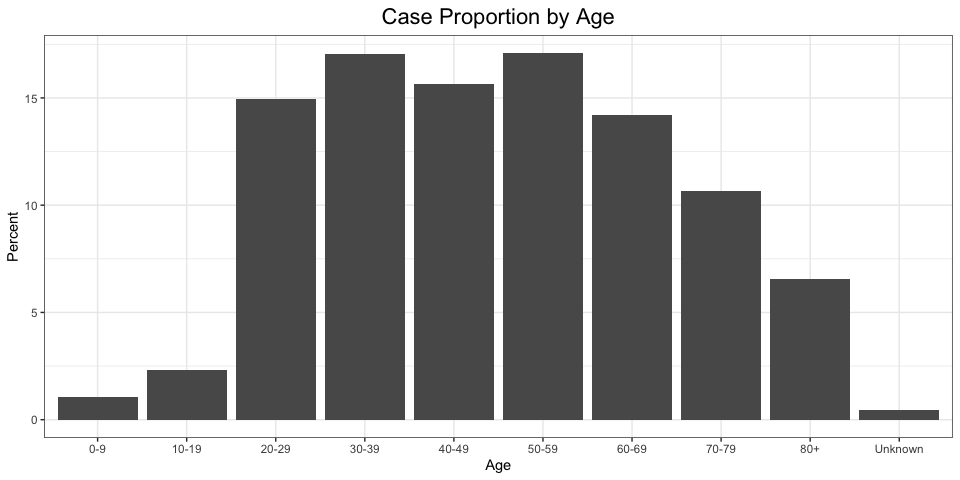 Case Proportion by Age
Percent
15
10
5
0
0-9 10-19 20-29 30-39 40-49 50-59 60-69 70-79 80+ Unknown
Age